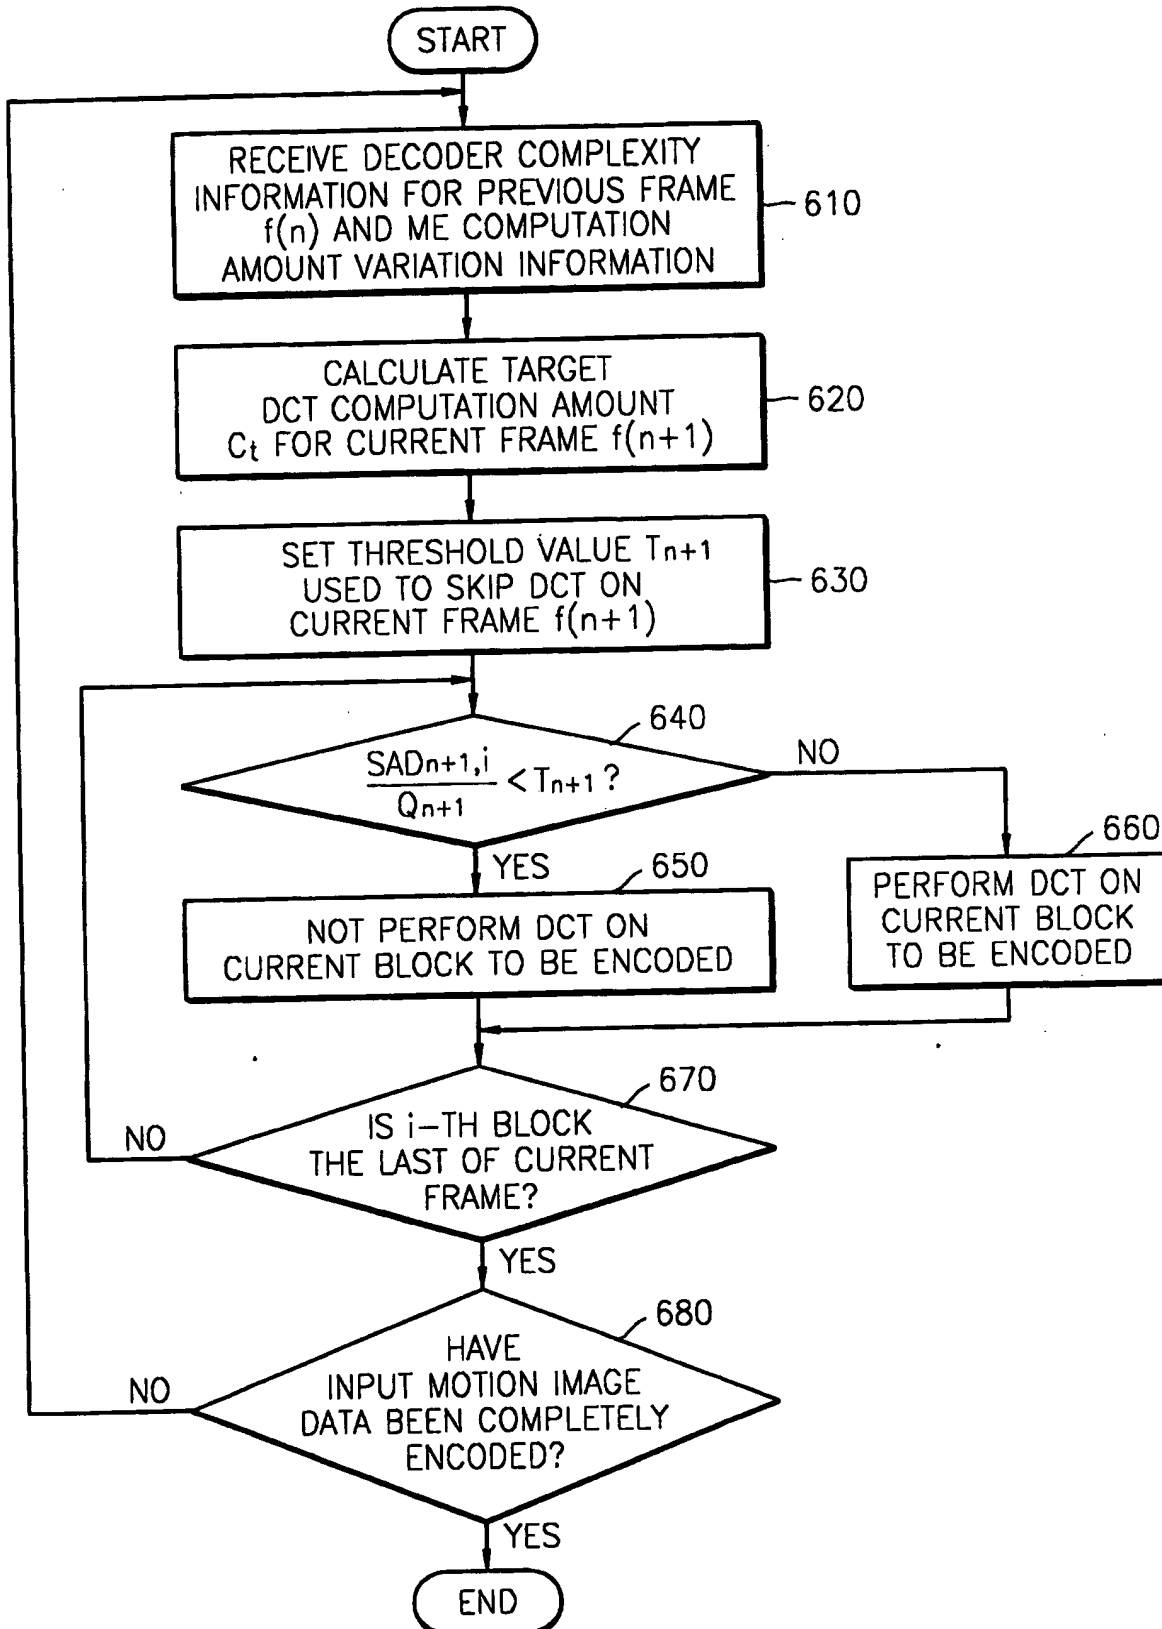 START
RECEIVE DECODER COMPLEXITY
INFORMATION FOR PREVIOUS FRAME
f(n) AND ME COMPUTATION
AMOUNT VARIATION INFORMATION
610
CALCULATE TARGET
DCT COMPUTATION AMOUNT
Ct FOR CURRENT FRAME f(n+1)
620
SET THRESHOLD VALUE Tn+1
USED TO SKIP DCT ON
CURRENT FRAME f(n+1)
630
640
SADn+1,i
Qn+1
< Tn+1 ?
NO
YES
650
NOT PERFORM DCT ON
CURRENT BLOCK TO BE ENCODED
660
PERFORM DCT ON
CURRENT BLOCK
TO BE ENCODED
670
IS i-TH BLOCK
THE LAST OF CURRENT
FRAME?
NO
YES
680
HAVE
INPUT MOTION IMAGE
DATA BEEN COMPLETELY
ENCODED?
NO
YES
END